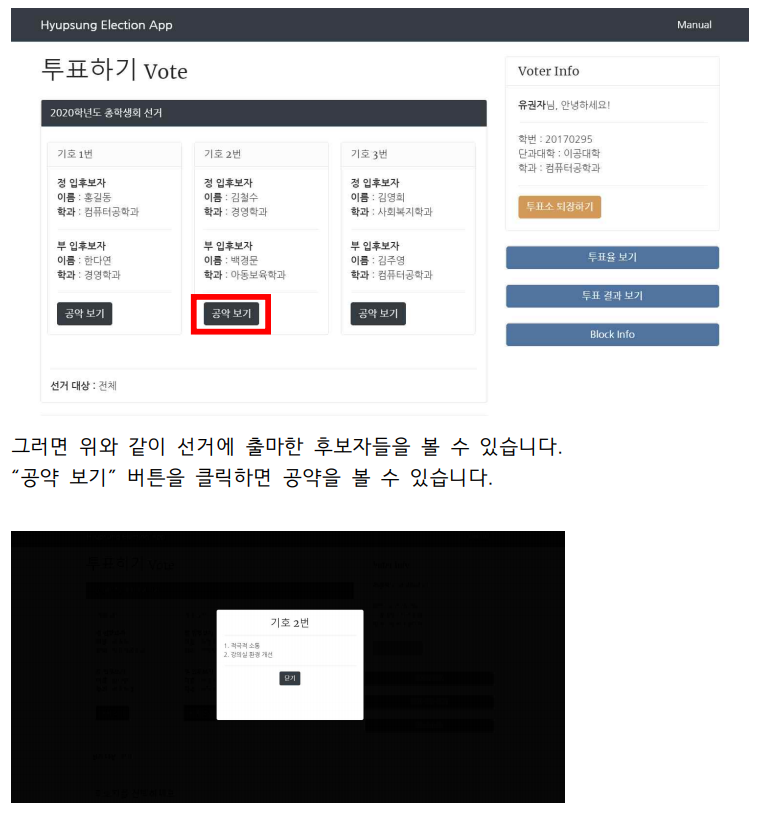 Hyupsung Election App
Manual
투표하기 Vote
2020학년도 총학생회 선거
기호 1번
정 입후보자
이름 : 홍길동
학과 : 컴퓨터공학과
부 입후보자
이름 : 한다연
학과 : 경영학과
공약 보기
기호 2번
정 입후보자
이름 : 김철수
학과 : 경영학과
부 입후보자
이름 : 백경문
학과 : 아동보육학과
공약 보기
기호 3번
정 입후보자
이름 : 김영희
학과 : 사회복지학과
부 입후보자
이름 : 김주영
학과 : 컴퓨터공학과
공약 보기
선거 대상 : 전체
Voter Info
유권자님, 안녕하세요!
학번 : 20170295
단과대학 : 이공대학
학과 : 컴퓨터공학과
투표소 퇴장하기
투표율 보기
투표 결과 보기
Block Info
그러면 위와 같이 선거에 출마한 후보자들을 볼 수 있습니다.
“공약 보기” 버튼을 클릭하면 공약을 볼 수 있습니다.
투표하기 Vote
기호 2번
1. 적극적 소통
2. 강의실 환경 개선
닫기